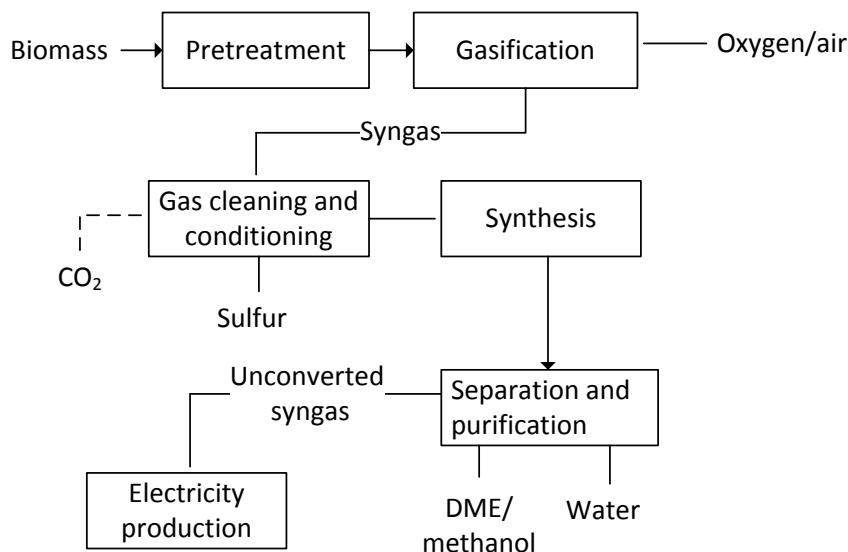 Biomass
Pretreatment
Gasification
Oxygen/air
Syngas
Gas cleaning and
conditioning
Synthesis
CO₂
Sulfur
Unconverted
syngas
Separation and
purification
Electricity
production
DME/
methanol
Water